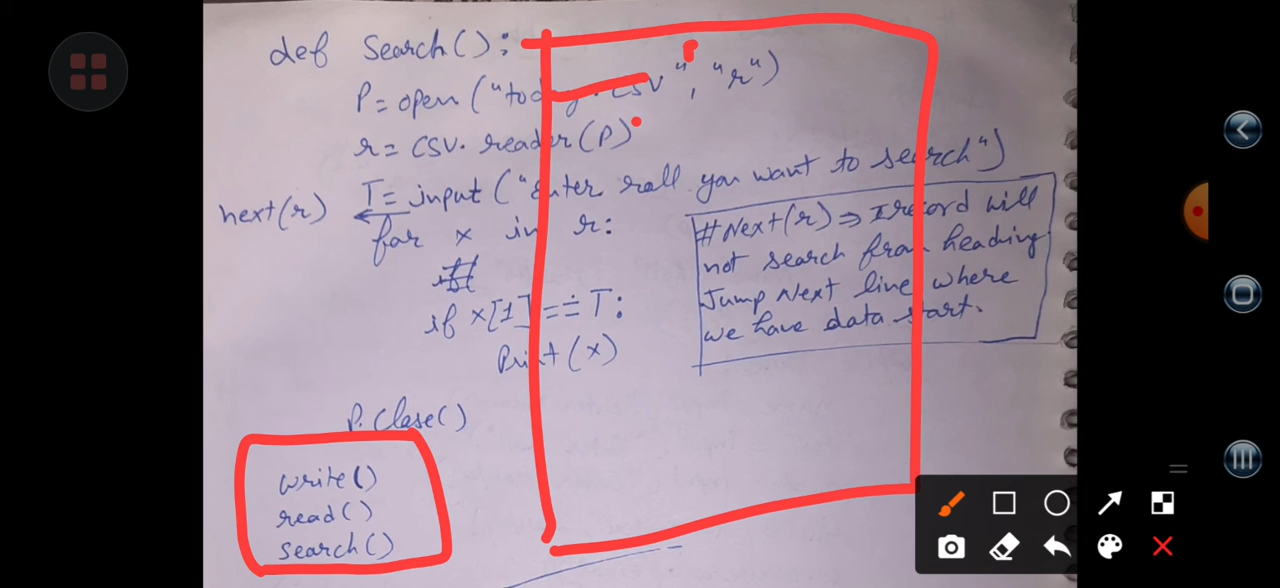 def Search():
P = open("today.CSV", "r")
r = CSV.reader(P)
next(r)
T = input("Enter roll you want to search")
for x in r:
if x[1] == T:
Print(x)
P.Close()
#Next(r) ⇒ I record will
not search from heading
Jump Next line where
we have data start.
write()
read()
search()